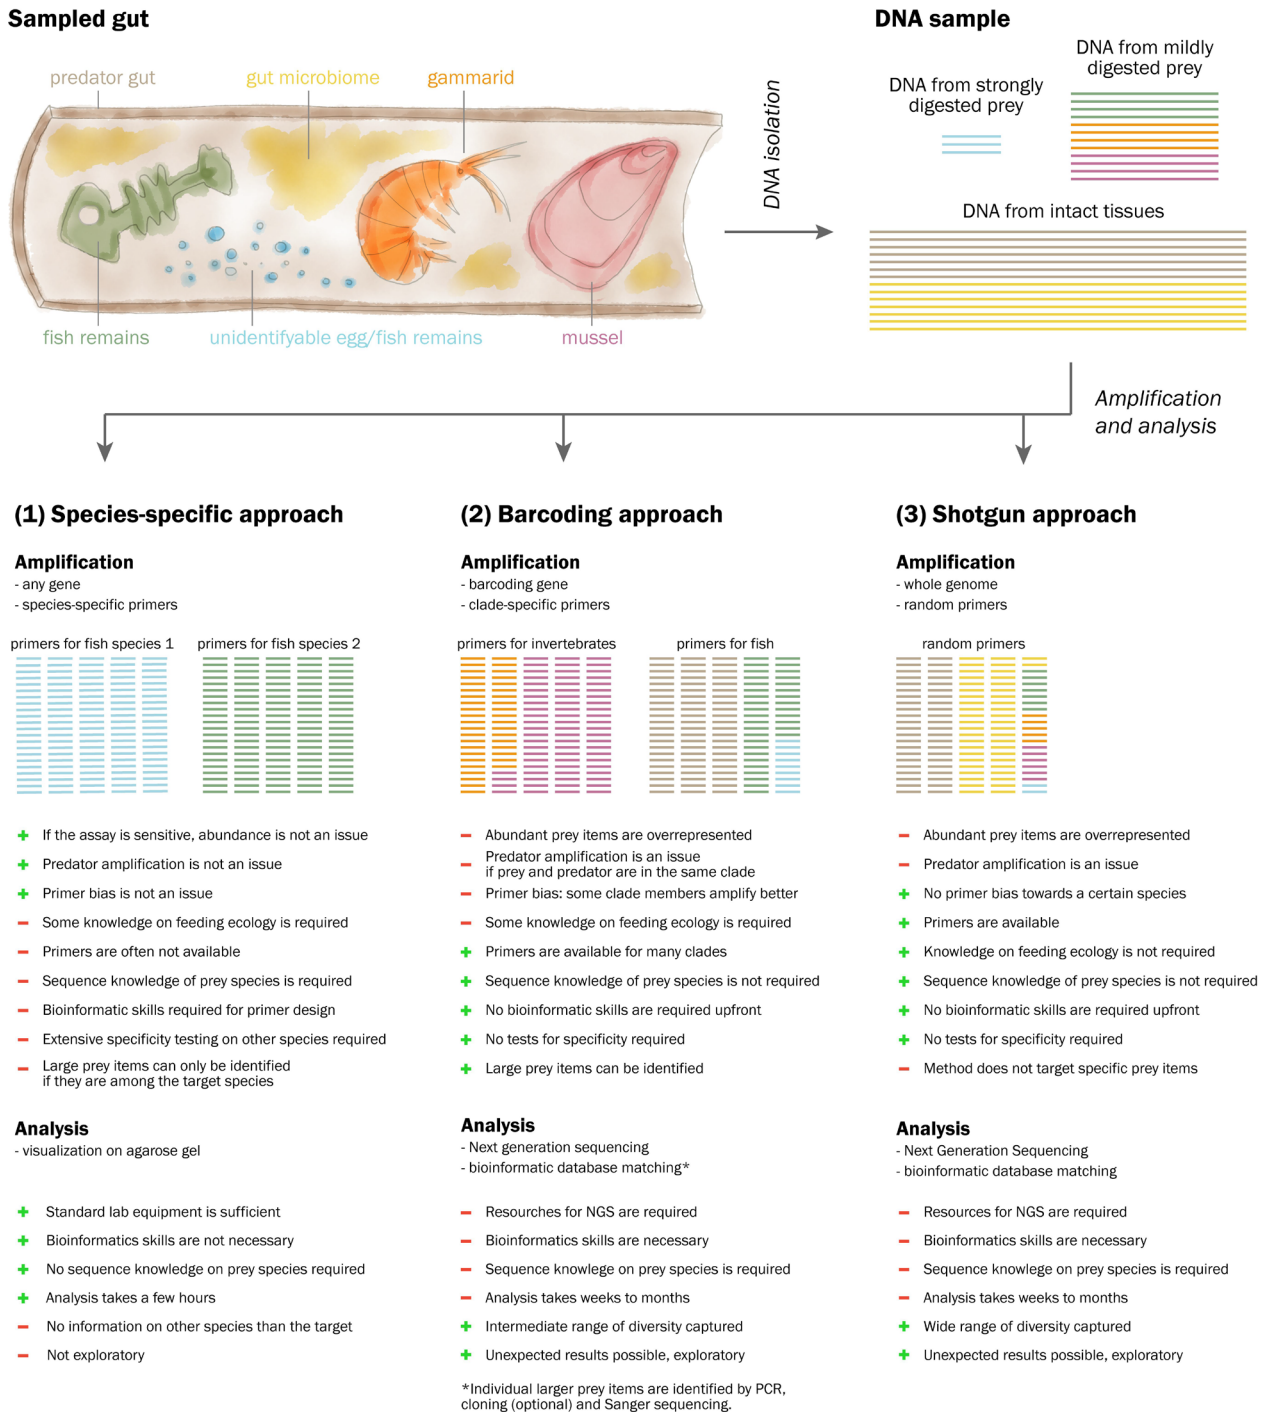 Sampled gut
predator gut
gut microbiome
gammarid
fish remains
unidentifyable egg/fish remains
mussel
DNA isolation
DNA sample
DNA from strongly
digested prey
DNA from mildly
digested prey
DNA from intact tissues
Amplification
and analysis
(1) Species-specific approach
Amplification
- any gene
- species-specific primers
primers for fish species 1
primers for fish species 2
+ If the assay is sensitive, abundance is not an issue
+ Predator amplification is not an issue
+ Primer bias is not an issue
− Some knowledge on feeding ecology is required
− Primers are often not available
− Sequence knowledge of prey species is required
− Bioinformatic skills required for primer design
− Extensive specificity testing on other species required
− Large prey items can only be identified
if they are among the target species
Analysis
- visualization on agarose gel
+ Standard lab equipment is sufficient
+ Bioinformatics skills are not necessary
+ No sequence knowledge on prey species required
+ Analysis takes a few hours
− No information on other species than the target
− Not exploratory
(2) Barcoding approach
Amplification
- barcoding gene
- clade-specific primers
primers for invertebrates
primers for fish
− Abundant prey items are overrepresented
− Predator amplification is an issue
if prey and predator are in the same clade
− Primer bias: some clade members amplify better
− Some knowledge on feeding ecology is required
+ Primers are available for many clades
+ Sequence knowledge of prey species is not required
+ No bioinformatic skills are required upfront
+ No tests for specificity required
+ Large prey items can be identified
Analysis
- Next generation sequencing
- bioinformatic database matching*
− Resourches for NGS are required
− Bioinformatics skills are necessary
− Sequence knowlege on prey species is required
− Analysis takes weeks to months
+ Intermediate range of diversity captured
+ Unexpected results possible, exploratory
*Individual larger prey items are identified by PCR,
cloning (optional) and Sanger sequencing.
(3) Shotgun approach
Amplification
- whole genome
- random primers
random primers
− Abundant prey items are overrepresented
− Predator amplification is an issue
+ No primer bias towards a certain species
+ Primers are available
+ Knowledge on feeding ecology is not required
+ Sequence knowledge of prey species is not required
+ No bioinformatic skills are required upfront
+ No tests for specificity required
− Method does not target specific prey items
Analysis
- Next Generation Sequencing
- bioinformatic database matching
− Resources for NGS are required
− Bioinformatics skills are necessary
− Sequence knowlege on prey species is required
− Analysis takes weeks to months
+ Wide range of diversity captured
+ Unexpected results possible, exploratory